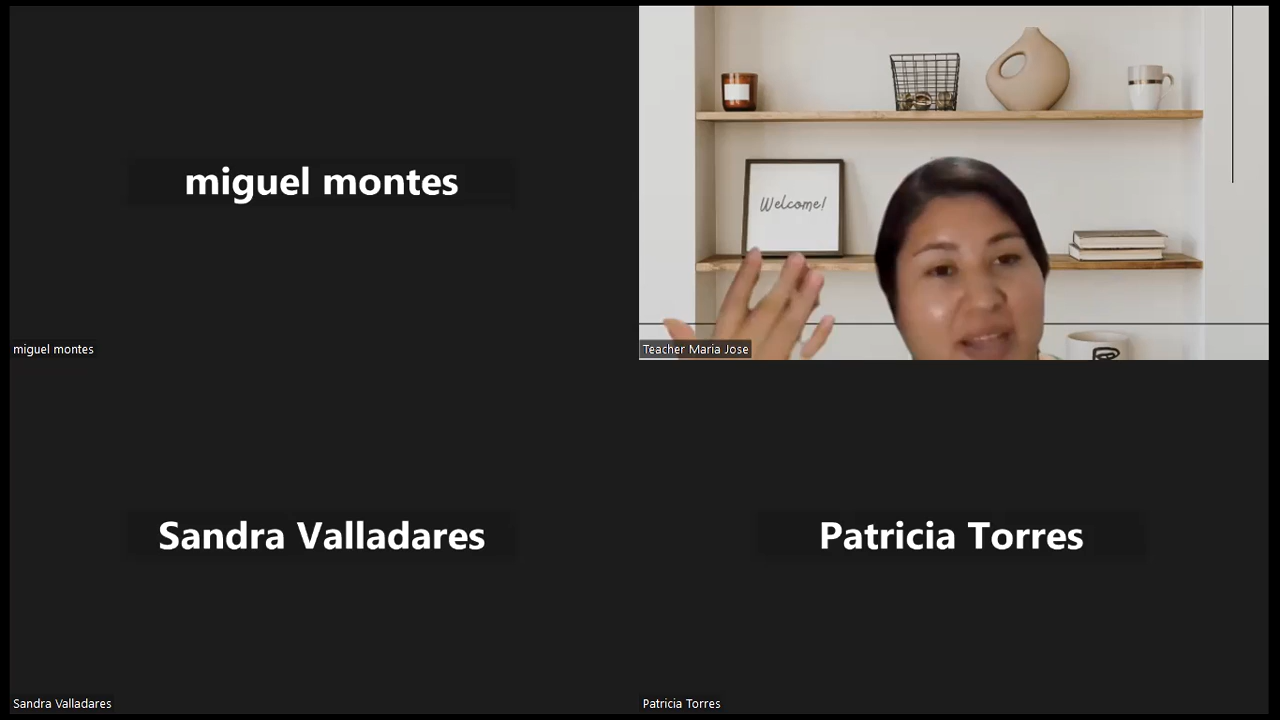 miguel montes
miguel montes
Welcome!
Teacher Maria Jose
Sandra Valladares
Sandra Valladares
Patricia Torres
Patricia Torres